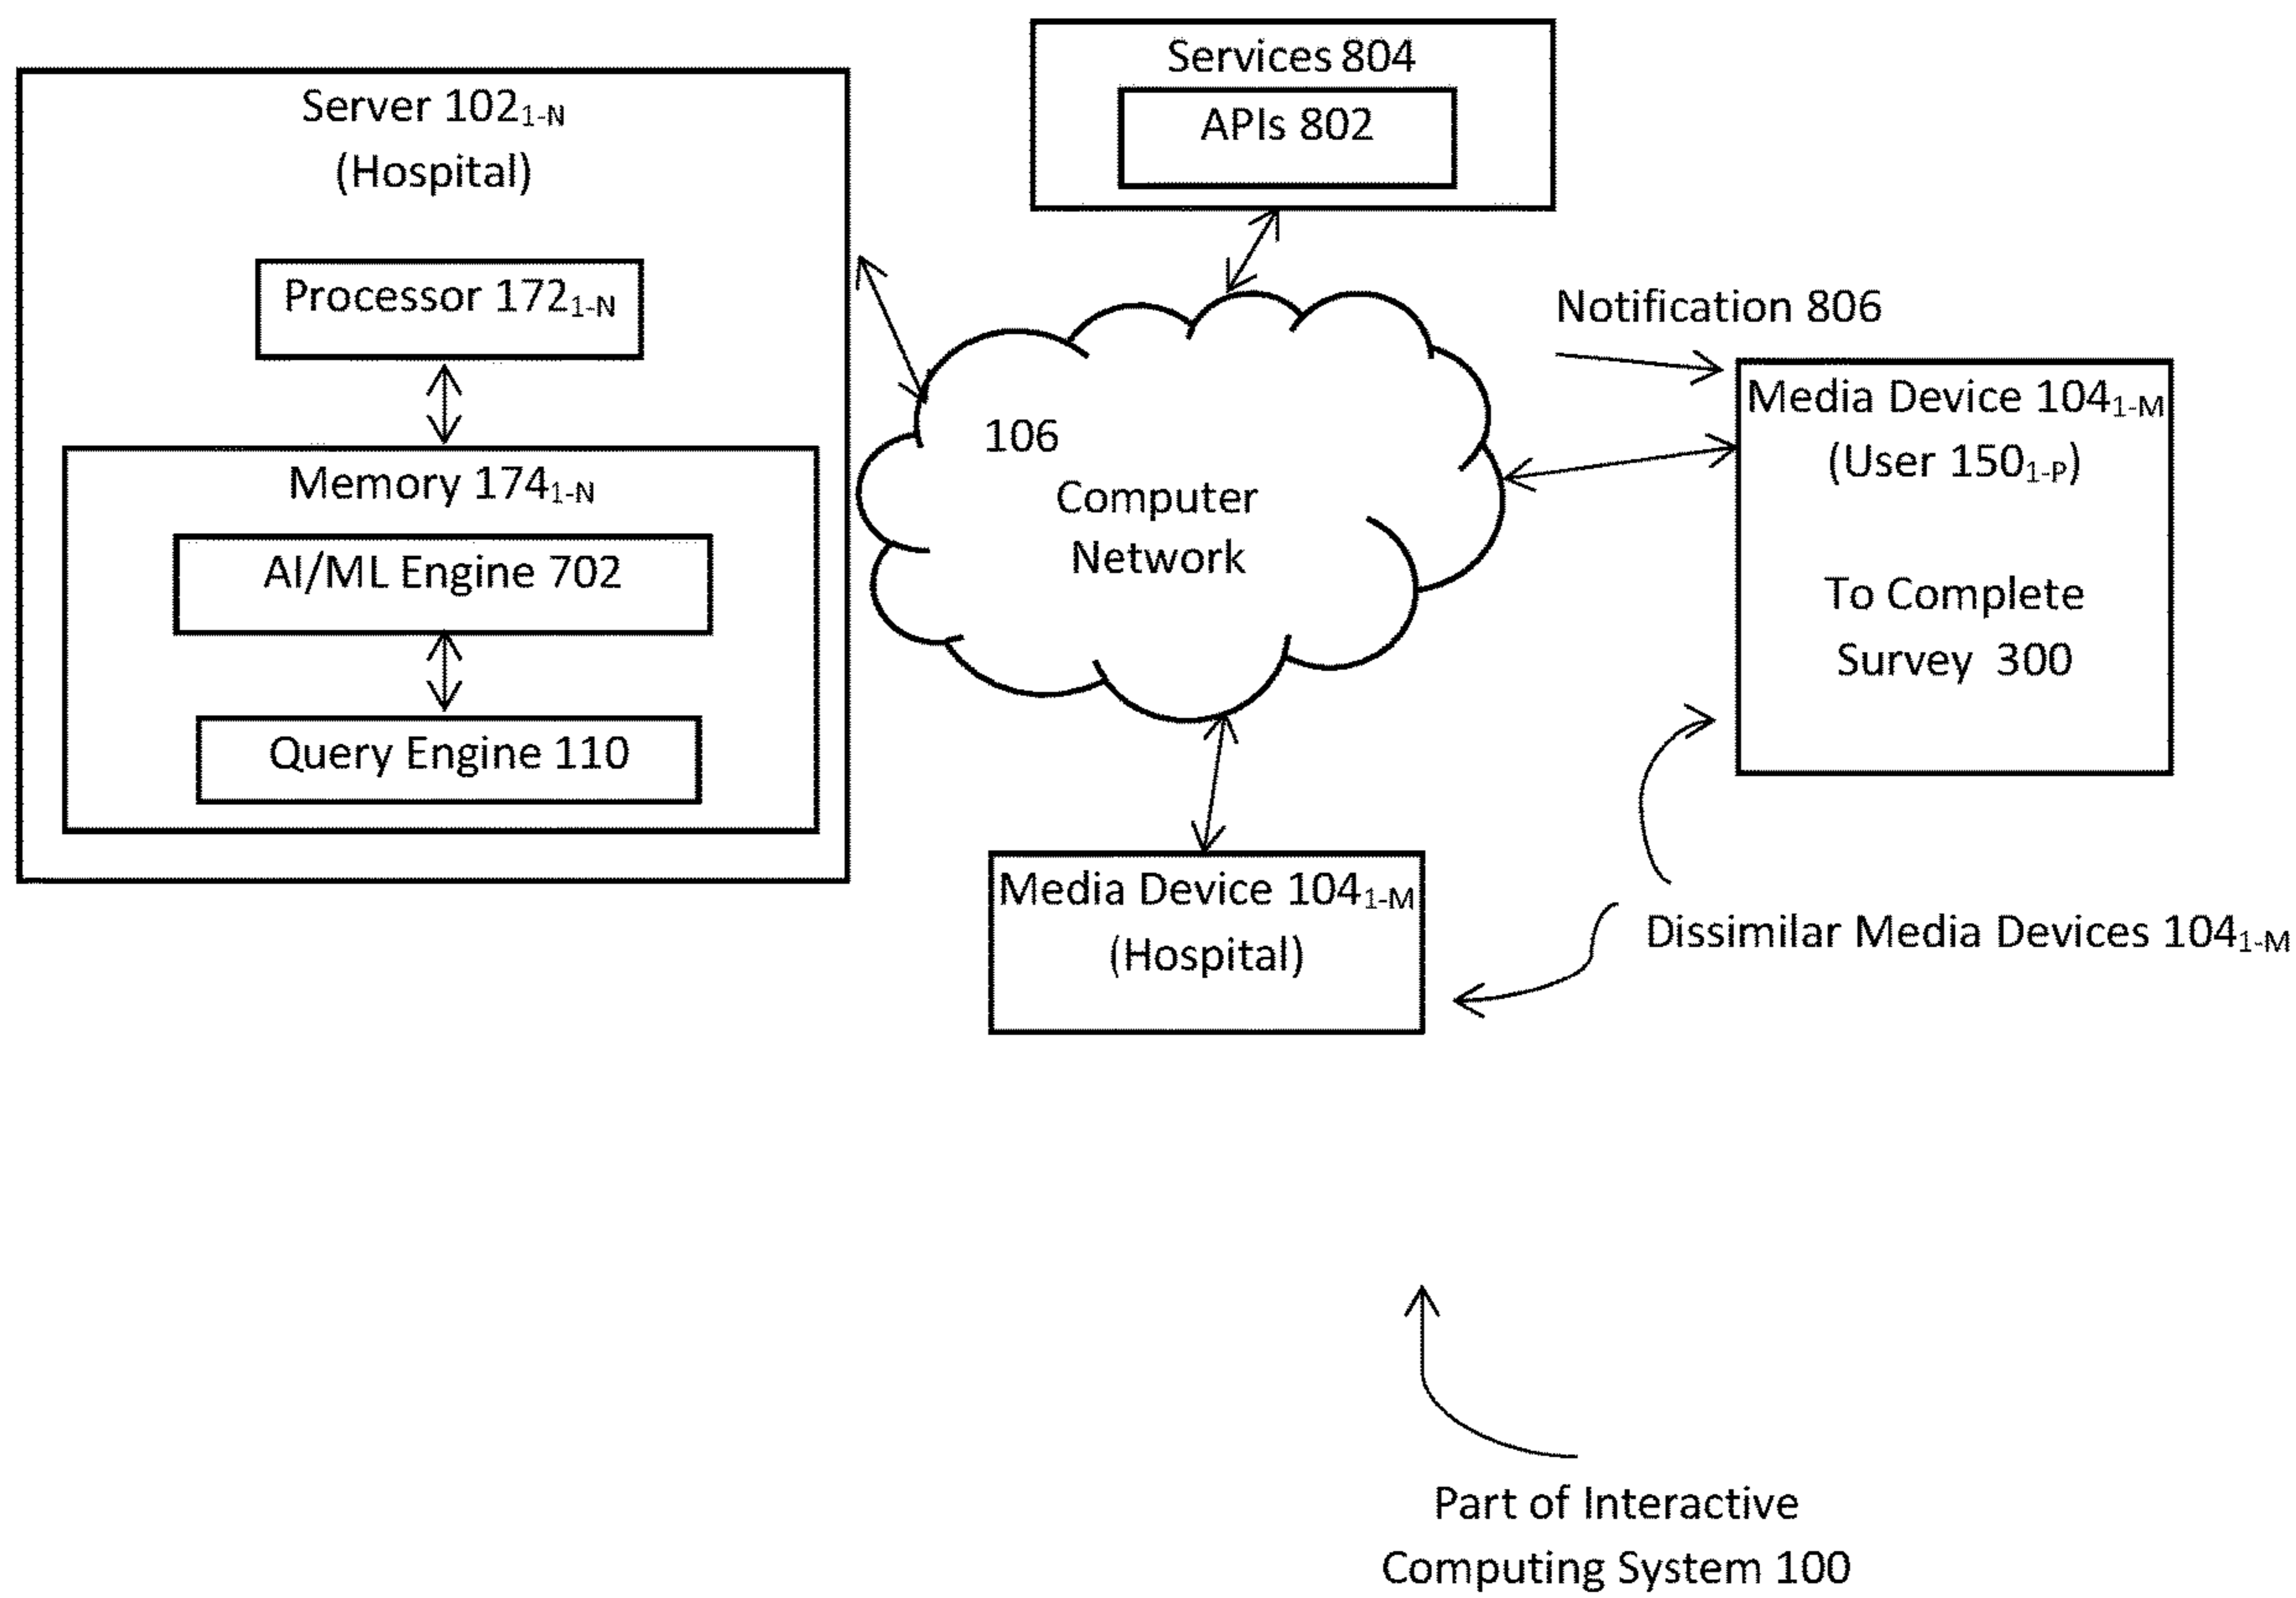 Services 804
APIs 802
Server 102₁₋N
(Hospital)
Processor 172₁₋N
Memory 174₁₋N
AI/ML Engine 702
Query Engine 110
106
Computer
Network
Notification 806
Media Device 104₁₋M
(User 150₁₋P)
To Complete
Survey 300
Media Device 104₁₋M
(Hospital)
Dissimilar Media Devices 104₁₋M
Part of Interactive
Computing System 100